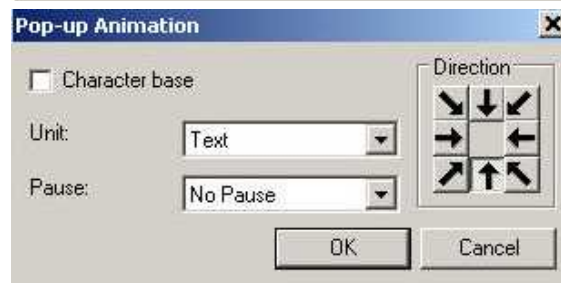 Pop-up Animation
Character base
Direction
Unit:
Text
Pause:
No Pause
OK
Cancel